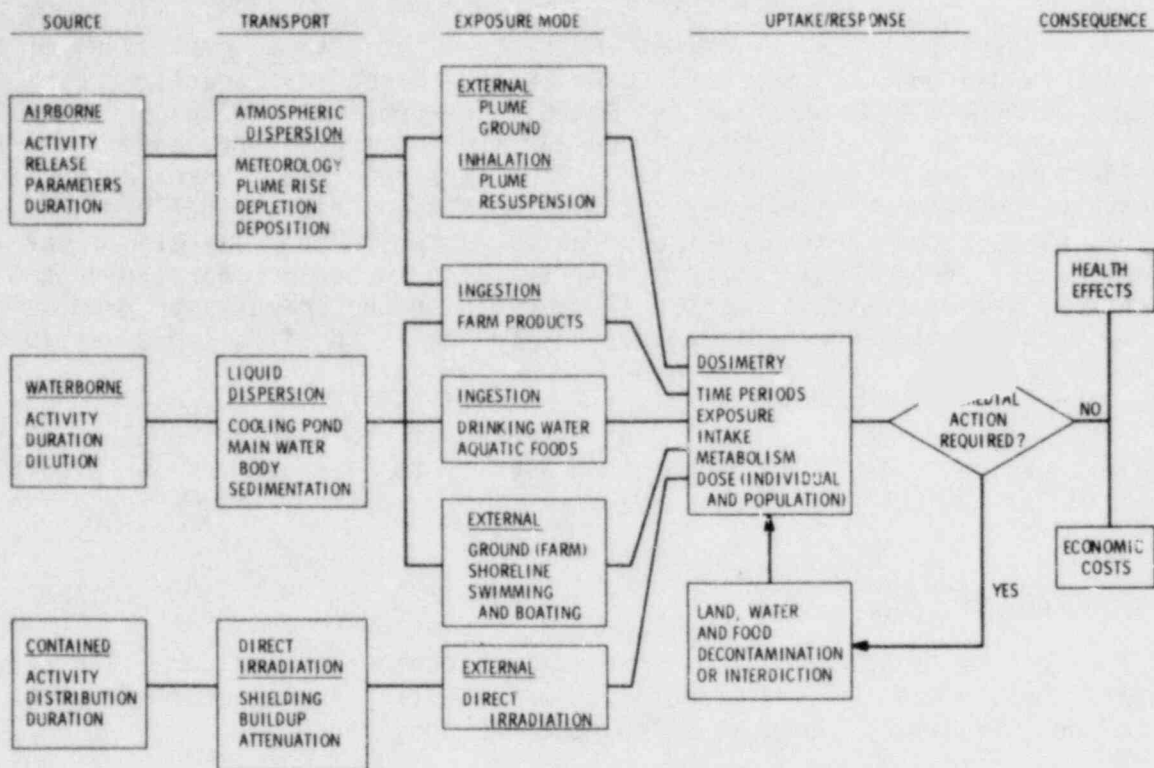 SOURCE
TRANSPORT
EXPOSURE MODE
UPTAKE/RESPONSE
CONSEQUENCE
AIRBORNE
ACTIVITY
RELEASE
PARAMETERS
DURATION
ATMOSPHERIC
DISPERSION
METEOROLOGY
PLUME RISE
DEPLETION
DEPOSITION
EXTERNAL
PLUME
GROUND
INHALATION
PLUME
RESUSPENSION
INGESTION
FARM PRODUCTS
WATERBORNE
ACTIVITY
DURATION
DILUTION
LIQUID
DISPERSION
COOLING POND
MAIN WATER
BODY
SEDIMENTATION
INGESTION
DRINKING WATER
AQUATIC FOODS
EXTERNAL
GROUND (FARM)
SHORELINE
SWIMMING
AND BOATING
CONTAINED
ACTIVITY
DISTRIBUTION
DURATION
DIRECT
IRRADIATION
SHIELDING
BUILDUP
ATTENUATION
EXTERNAL
DIRECT
IRRADIATION
DOSIMETRY
TIME PERIODS
EXPOSURE
INTAKE
METABOLISM
DOSE (INDIVIDUAL
AND POPULATION)
LAND, WATER
AND FOOD
DECONTAMINATION
OR INTERDICTION
ACTION
REQUIRED?
NO
YES
HEALTH
EFFECTS
ECONOMIC
COSTS